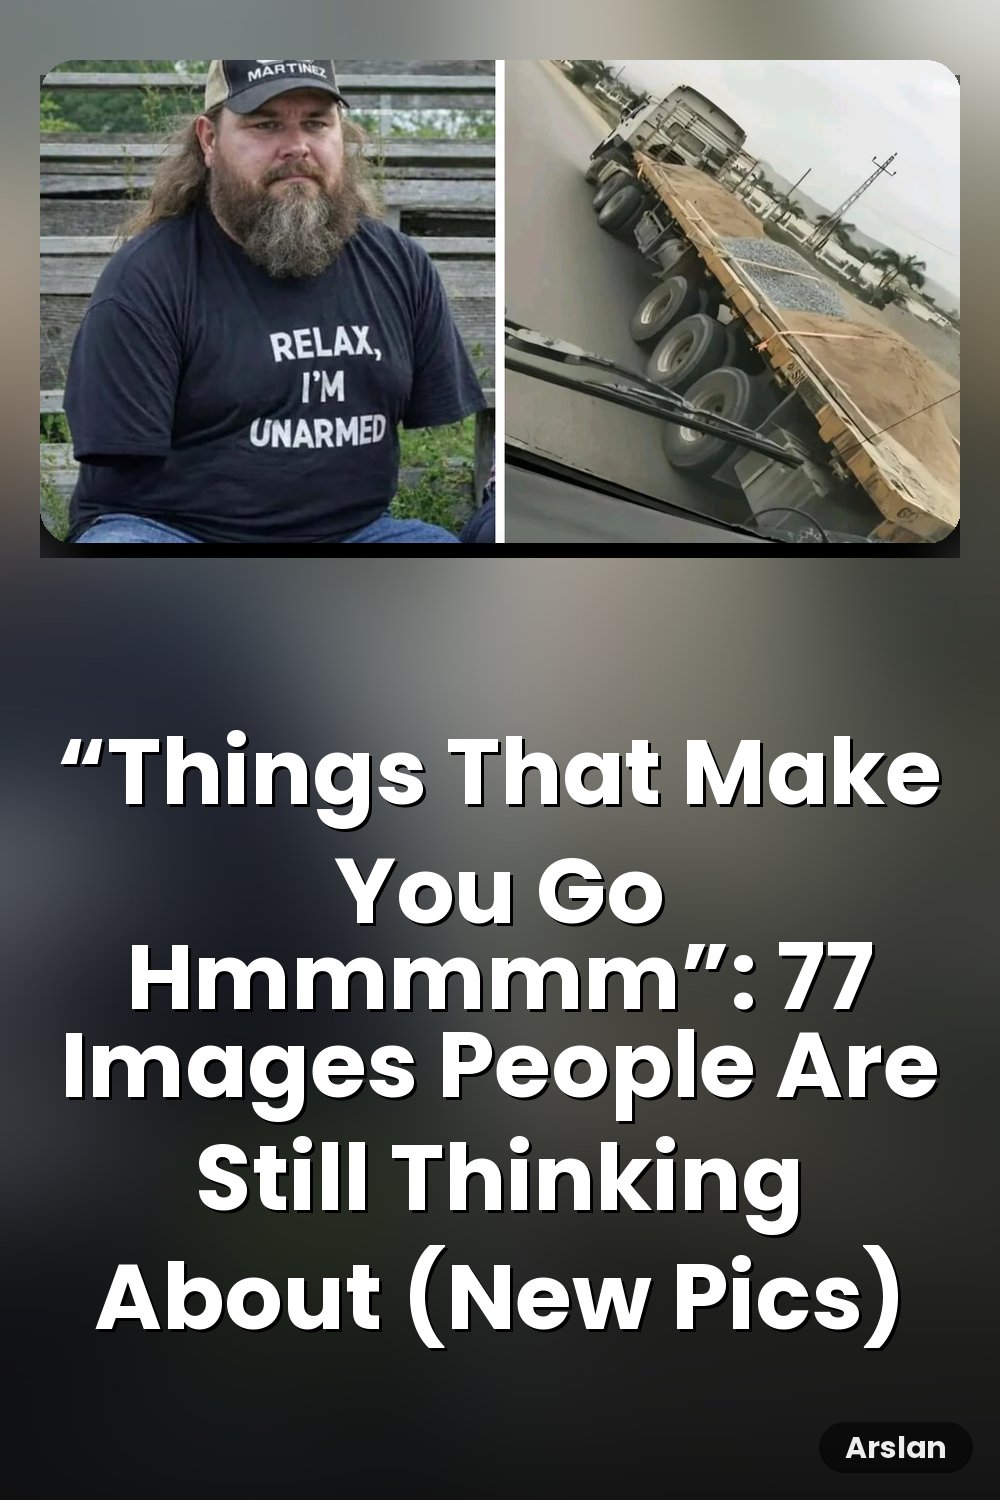 MARTINEZ
RELAX,
I'M
UNARMED
“Things That Make
You Go
Hmmmmm”: 77
Images People Are
Still Thinking
About (New Pics)
Arslan